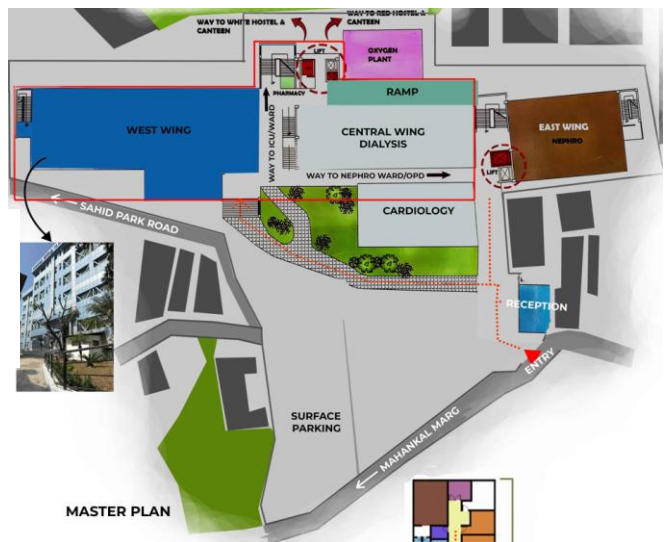 WAY TO WHITE HOSTEL &
CANTEEN
WAY TO RED HOSTEL &
CANTEEN
LIFT
OXYGEN
PLANT
PHARMACY
RAMP
WEST WING
WAY TO ICU/WARD
CENTRAL WING
DIALYSIS
EAST WING
NEPHRO
WAY TO NEPHRO WARD/OPD
LIFT
CARDIOLOGY
SAHID PARK ROAD
RECEPTION
ENTRY
SURFACE
PARKING
MAHANKAL MARG
MASTER PLAN